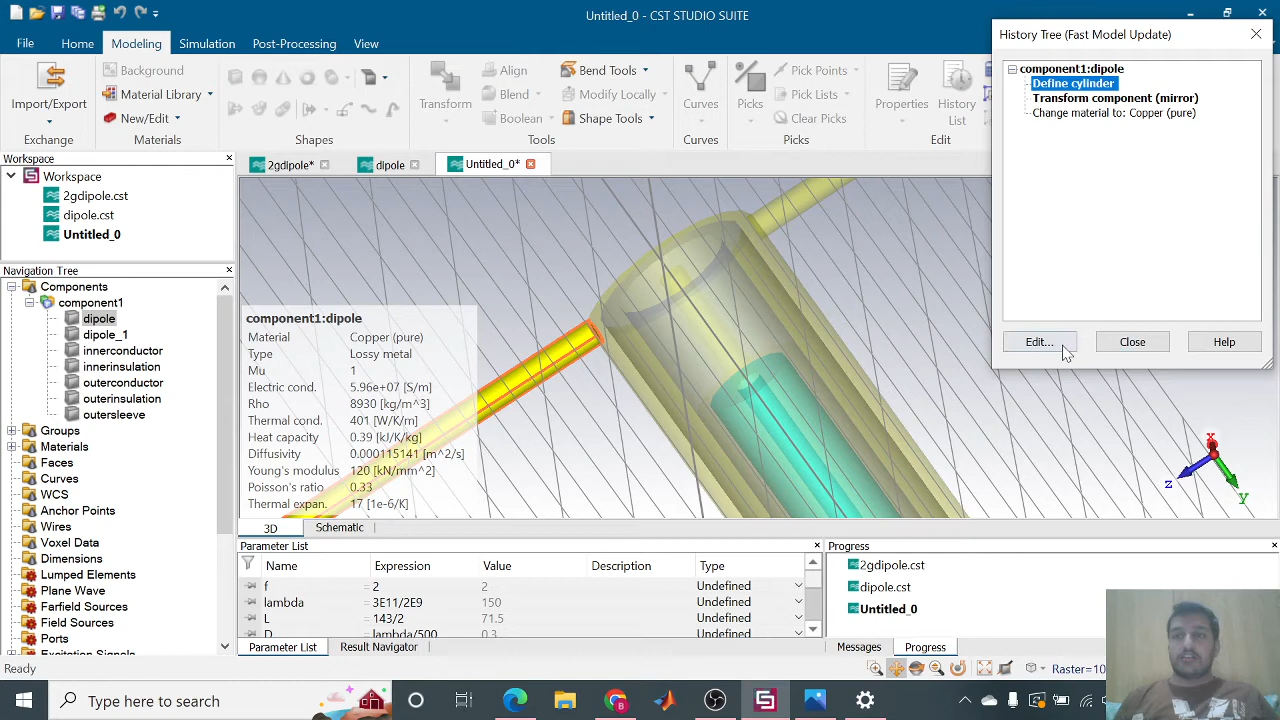 Untitled_0 - CST STUDIO SUITE
File
Home
Modeling
Simulation
Post-Processing
View
Import/Export
Exchange
Background
Material Library
New/Edit
Materials
Shapes
Transform
Align
Blend
Boolean
Bend Tools
Modify Locally
Shape Tools
Tools
Curves
Curves
Picks
Pick Points
Pick Lists
Clear Picks
Picks
Properties
History
List
Edit
History Tree (Fast Model Update)
component1:dipole
Define cylinder
Transform component (mirror)
Change material to: Copper (pure)
Edit...
Close
Help
Workspace
Workspace
2gdipole.cst
dipole.cst
Untitled_0
2gdipole*
dipole
Untitled_0*
Navigation Tree
Components
component1
dipole
dipole_1
innerconductor
innerinsulation
outerconductor
outerinsulation
outersleeve
Groups
Materials
Faces
Curves
WCS
Anchor Points
Wires
Voxel Data
Dimensions
Lumped Elements
Plane Wave
Farfield Sources
Field Sources
Ports
Excitation Signals
component1:dipole
Material Copper (pure)
Type Lossy metal
Mu 1
Electric cond. 5.96e+07 [S/m]
Rho 8930 [kg/m^3]
Thermal cond. 401 [W/K/m]
Heat capacity 0.39 [kJ/K/kg]
Diffusivity 0.000115141 [m^2/s]
Young's modulus 120 [kN/mm^2]
Poisson's ratio 0.33
Thermal expan. 17 [1e-6/K]
x
z
y
3D
Schematic
Parameter List
Name Expression Value Description Type
f = 2 2 Undefined
lambda = 3E11/2E9 150 Undefined
L = 143/2 71.5 Undefined
D = lambda/500 0.3 Undefined
Parameter List
Result Navigator
Progress
2gdipole.cst
dipole.cst
Untitled_0
Messages
Progress
Ready
Raster=10
Type here to search